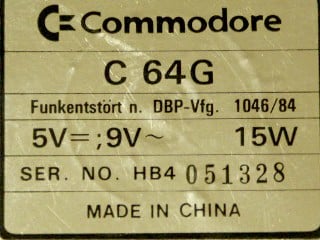 Commodore
C 64G
Funkentstört n. DBP-Vfg. 1046/84
5V⎓;9V~ 15W
SER. NO. HB4 051328
MADE IN CHINA